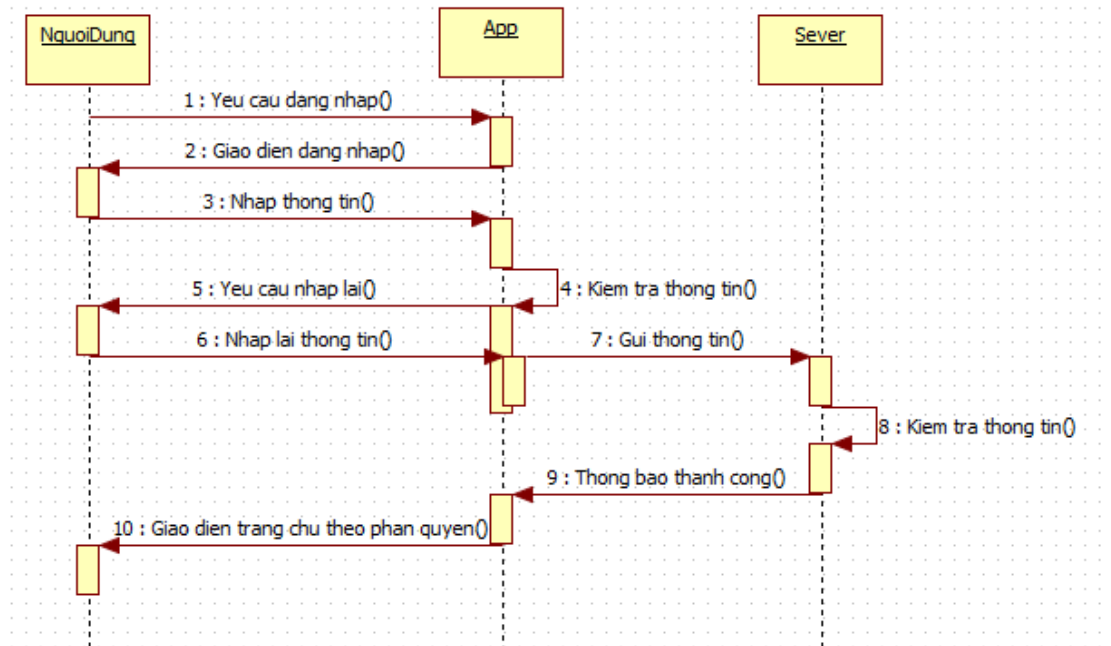 NguoiDung
App
Sever
1 : Yeu cau dang nhap()
2 : Giao dien dang nhap()
3 : Nhap thong tin()
4 : Kiem tra thong tin()
5 : Yeu cau nhap lai()
6 : Nhap lai thong tin()
7 : Gui thong tin()
8 : Kiem tra thong tin()
9 : Thong bao thanh cong()
10 : Giao dien trang chu theo phan quyen()